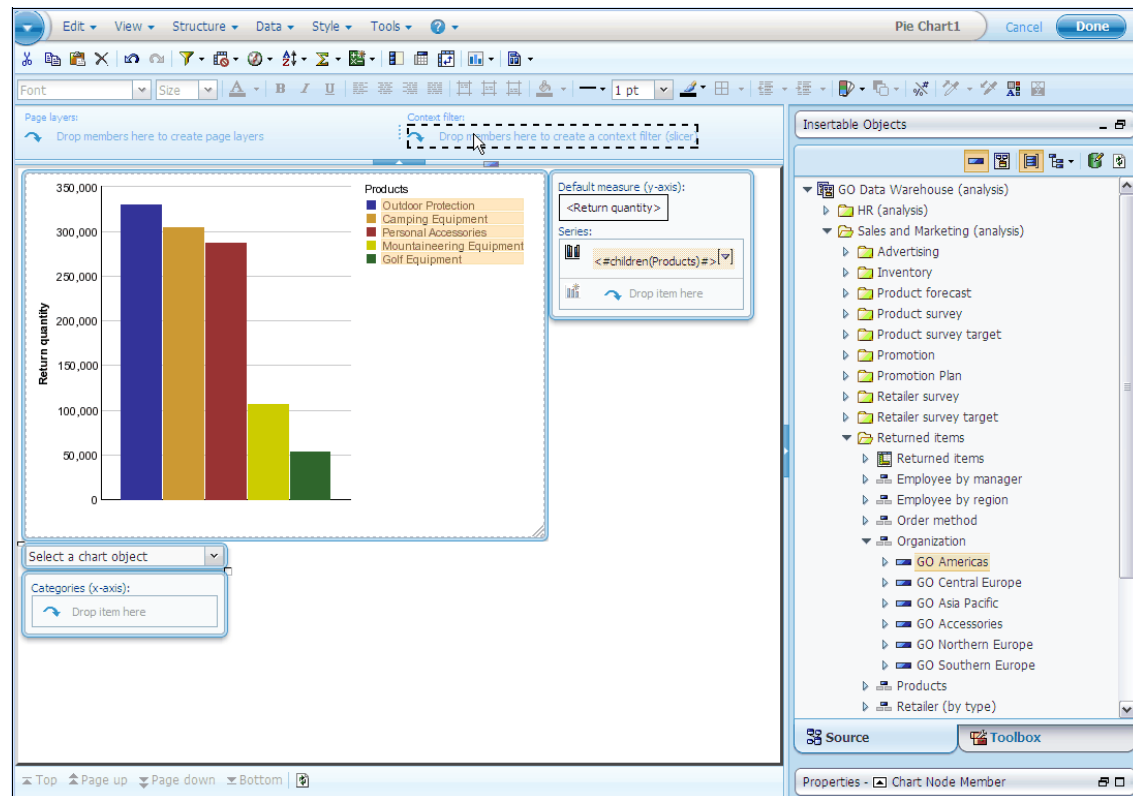 Edit View Structure Data Style Tools ? Pie Chart1 Cancel Done
Font Size A B I U 1 pt
Page layers:
Drop members here to create page layers
Context filter:
Drop members here to create a context filter (slicer)
Insertable Objects
350,000
300,000
250,000
200,000
150,000
100,000
50,000
0
Return quantity
Products
Outdoor Protection
Camping Equipment
Personal Accessories
Mountaineering Equipment
Golf Equipment
Default measure (y-axis):
<Return quantity>
Series:
<#children(Products)#>
Drop item here
Select a chart object
Categories (x-axis):
Drop item here
GO Data Warehouse (analysis)
HR (analysis)
Sales and Marketing (analysis)
Advertising
Inventory
Product forecast
Product survey
Product survey target
Promotion
Promotion Plan
Retailer survey
Retailer survey target
Returned items
Returned items
Employee by manager
Employee by region
Order method
Organization
GO Americas
GO Central Europe
GO Asia Pacific
GO Accessories
GO Northern Europe
GO Southern Europe
Products
Retailer (by type)
Source Toolbox
Top Page up Page down Bottom
Properties - Chart Node Member